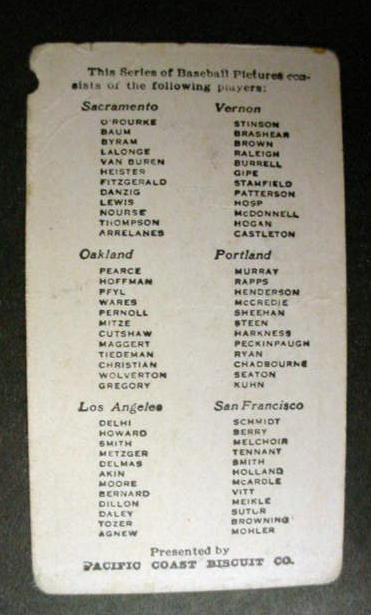 This Series of Baseball Pictures con-
sists of the following players:
Sacramento
O'ROURKE
BAUM
BYRAM
LALONGE
VAN BUREN
HEISTER
FITZGERALD
DANZIG
LEWIS
NOURSE
THOMPSON
ARRELANES
Vernon
STINSON
BRASHEAR
BROWN
RALEIGH
BURRELL
GIPE
STAMFIELD
PATTERSON
HOSP
McDONNELL
HOGAN
CASTLETON
Oakland
PEARCE
HOFFMAN
PFYL
WARES
PERNOLL
MITZE
CUTSHAW
MAGGERT
TIEDEMAN
CHRISTIAN
WOLVERTON
GREGORY
Portland
MURRAY
RAPPS
HENDERSON
McCREDIE
SHEEHAN
STEEN
HARKNESS
PECKINPAUGH
RYAN
CHADBOURNE
SEATON
KUHN
Los Angeles
DELHI
HOWARD
SMITH
METZGER
DELMAS
AKIN
MOORE
BERNARD
DILLON
DALEY
TOZER
AGNEW
San Francisco
SCHMIDT
BERRY
MELCHOIR
TENNANT
SMITH
HOLLAND
McARDLE
VITT
MEIKLE
SUTOR
BROWNING
MOHLER
Presented by
PACIFIC COAST BISCUIT CO.